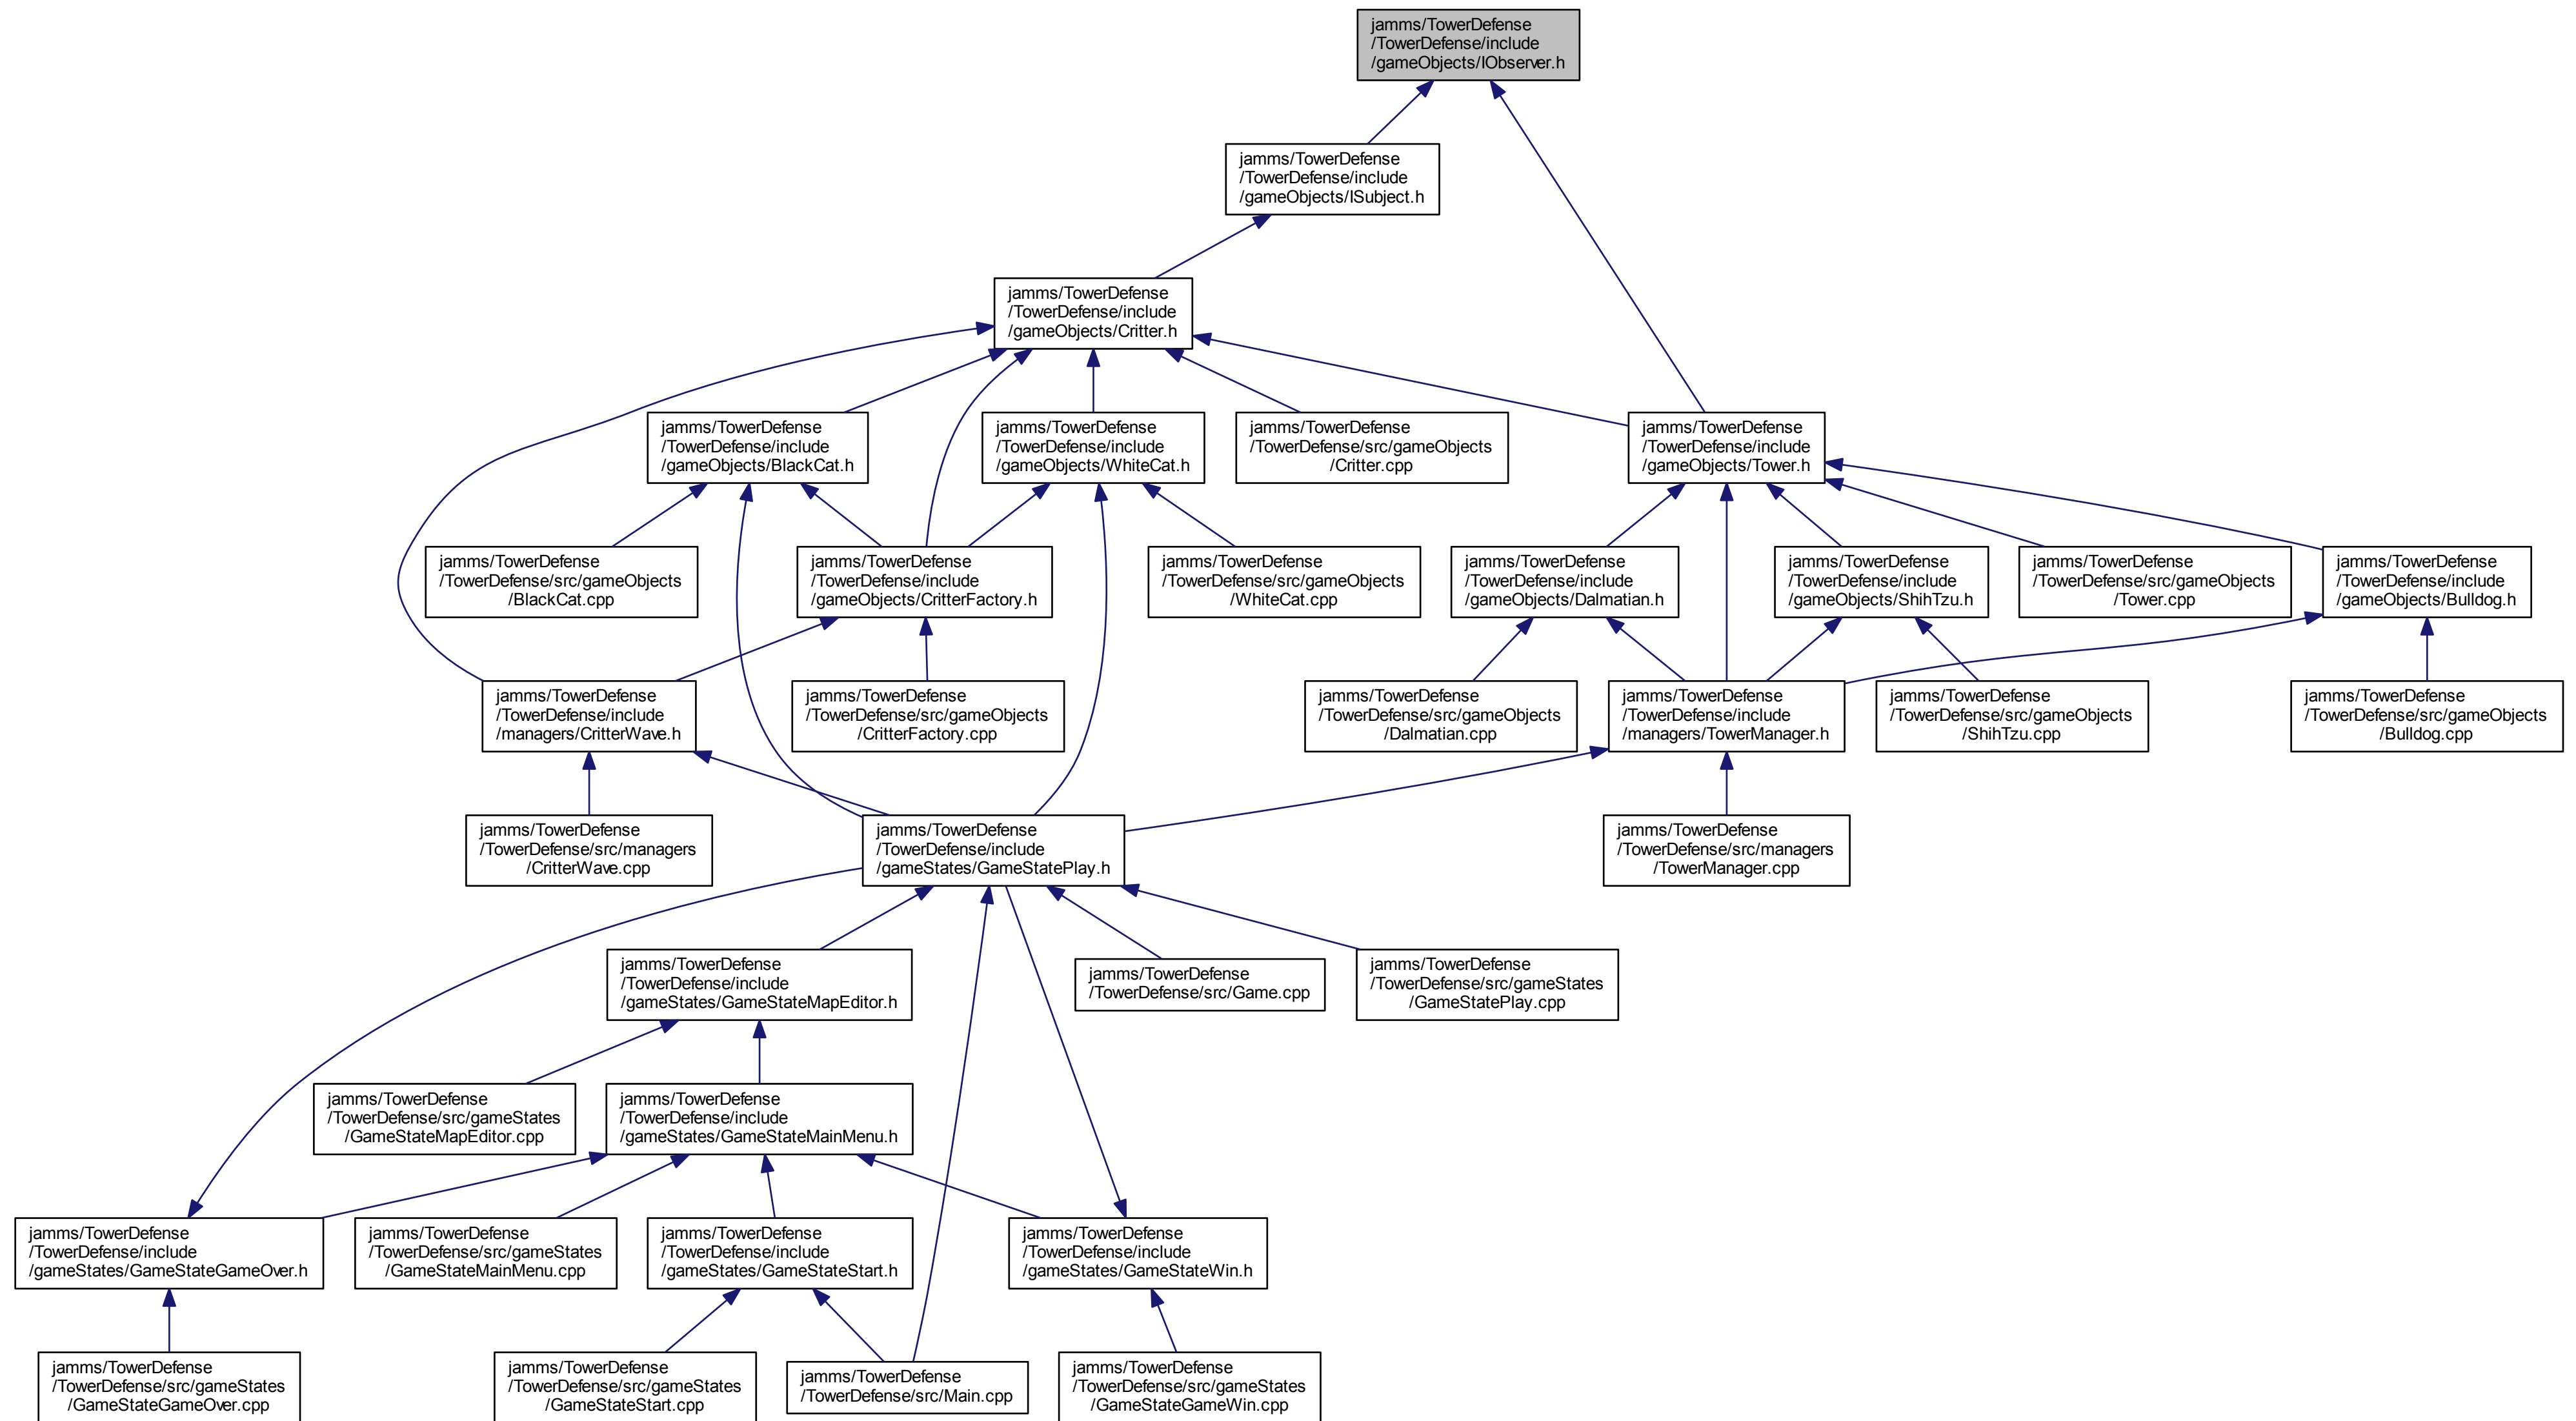 jamms/TowerDefense
/TowerDefense/include
/gameObjects/IObserver.h
jamms/TowerDefense
/TowerDefense/include
/gameObjects/ISubject.h
jamms/TowerDefense
/TowerDefense/include
/gameObjects/Critter.h
jamms/TowerDefense
/TowerDefense/include
/gameObjects/BlackCat.h
jamms/TowerDefense
/TowerDefense/include
/gameObjects/WhiteCat.h
jamms/TowerDefense
/TowerDefense/src/gameObjects
/Critter.cpp
jamms/TowerDefense
/TowerDefense/include
/gameObjects/Tower.h
jamms/TowerDefense
/TowerDefense/src/gameObjects
/BlackCat.cpp
jamms/TowerDefense
/TowerDefense/include
/gameObjects/CritterFactory.h
jamms/TowerDefense
/TowerDefense/src/gameObjects
/WhiteCat.cpp
jamms/TowerDefense
/TowerDefense/include
/gameObjects/Dalmatian.h
jamms/TowerDefense
/TowerDefense/include
/gameObjects/ShihTzu.h
jamms/TowerDefense
/TowerDefense/src/gameObjects
/Tower.cpp
jamms/TowerDefense
/TowerDefense/include
/gameObjects/Bulldog.h
jamms/TowerDefense
/TowerDefense/include
/managers/CritterWave.h
jamms/TowerDefense
/TowerDefense/src/gameObjects
/CritterFactory.cpp
jamms/TowerDefense
/TowerDefense/src/gameObjects
/Dalmatian.cpp
jamms/TowerDefense
/TowerDefense/include
/managers/TowerManager.h
jamms/TowerDefense
/TowerDefense/src/gameObjects
/ShihTzu.cpp
jamms/TowerDefense
/TowerDefense/src/gameObjects
/Bulldog.cpp
jamms/TowerDefense
/TowerDefense/src/managers
/CritterWave.cpp
jamms/TowerDefense
/TowerDefense/include
/gameStates/GameStatePlay.h
jamms/TowerDefense
/TowerDefense/src/managers
/TowerManager.cpp
jamms/TowerDefense
/TowerDefense/include
/gameStates/GameStateMapEditor.h
jamms/TowerDefense
/TowerDefense/src/Game.cpp
jamms/TowerDefense
/TowerDefense/src/gameStates
/GameStatePlay.cpp
jamms/TowerDefense
/TowerDefense/src/gameStates
/GameStateMapEditor.cpp
jamms/TowerDefense
/TowerDefense/include
/gameStates/GameStateMainMenu.h
jamms/TowerDefense
/TowerDefense/include
/gameStates/GameStateGameOver.h
jamms/TowerDefense
/TowerDefense/src/gameStates
/GameStateMainMenu.cpp
jamms/TowerDefense
/TowerDefense/include
/gameStates/GameStateStart.h
jamms/TowerDefense
/TowerDefense/include
/gameStates/GameStateWin.h
jamms/TowerDefense
/TowerDefense/src/gameStates
/GameStateGameOver.cpp
jamms/TowerDefense
/TowerDefense/src/gameStates
/GameStateStart.cpp
jamms/TowerDefense
/TowerDefense/src/Main.cpp
jamms/TowerDefense
/TowerDefense/src/gameStates
/GameStateGameWin.cpp